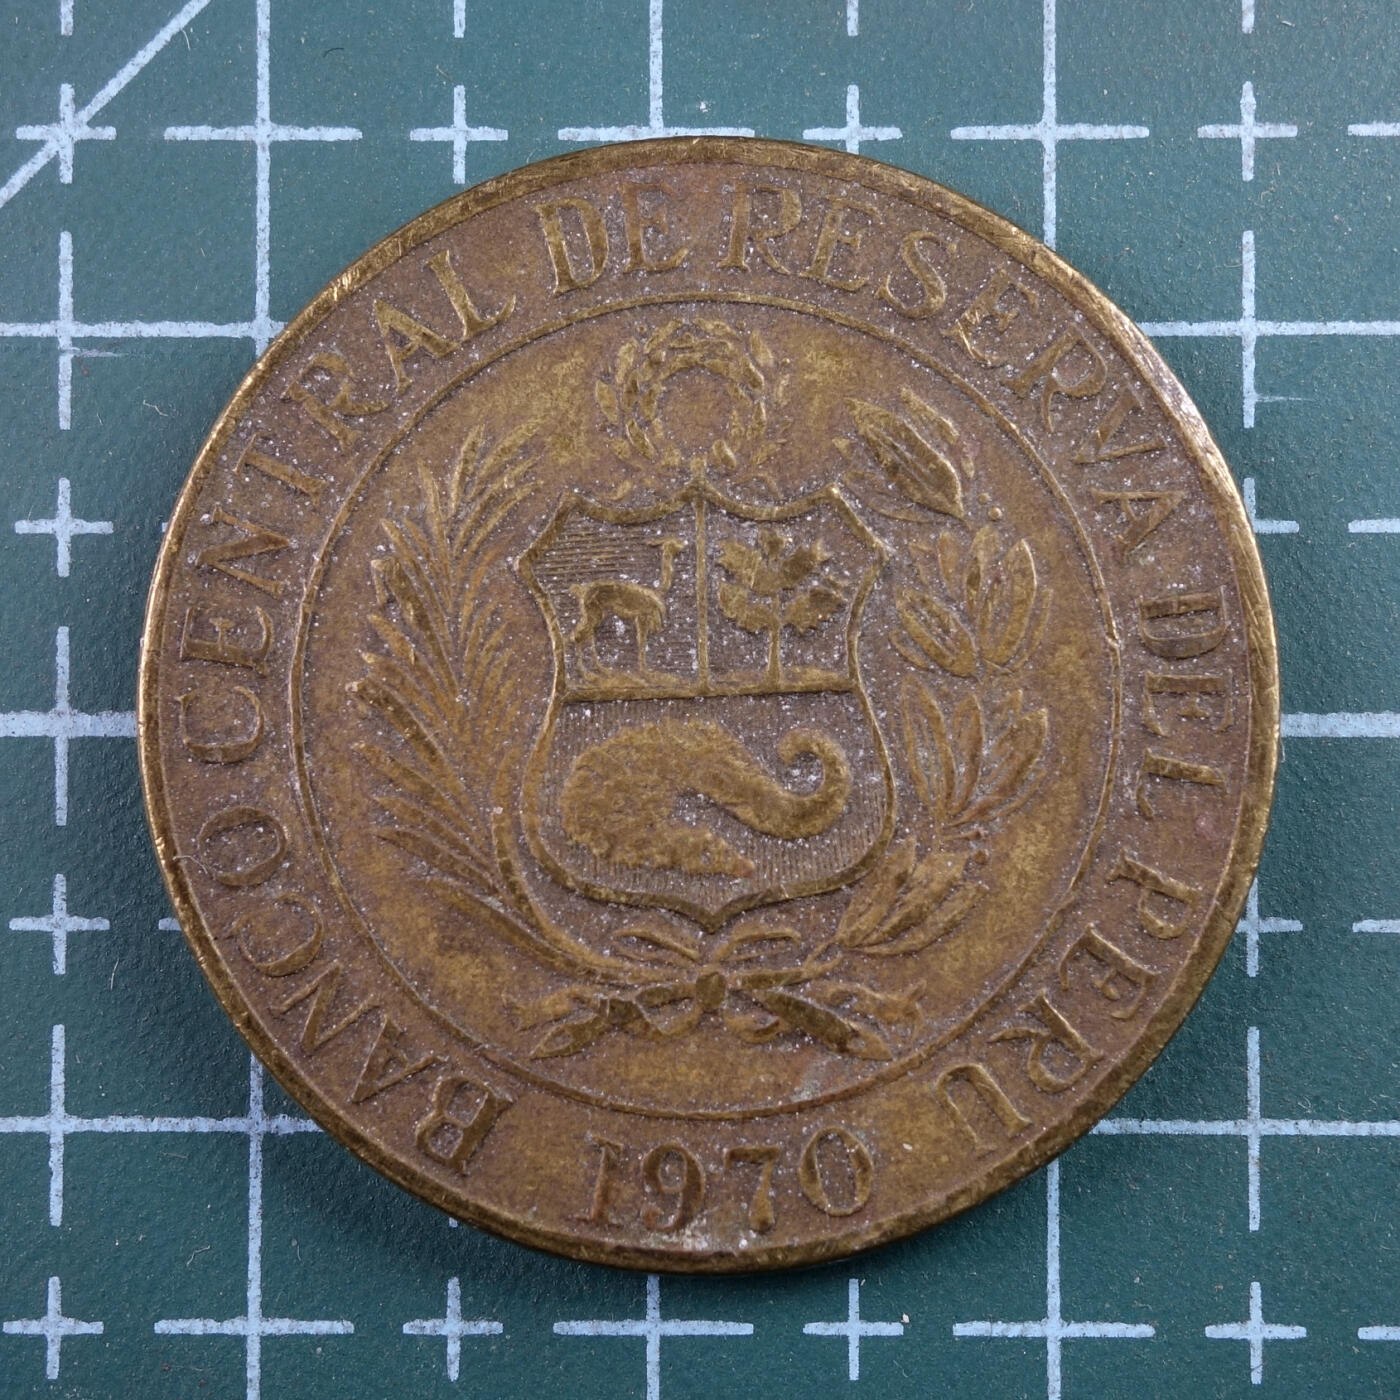 BANCO CENTRAL DE RESERVA DEL PERU
1970